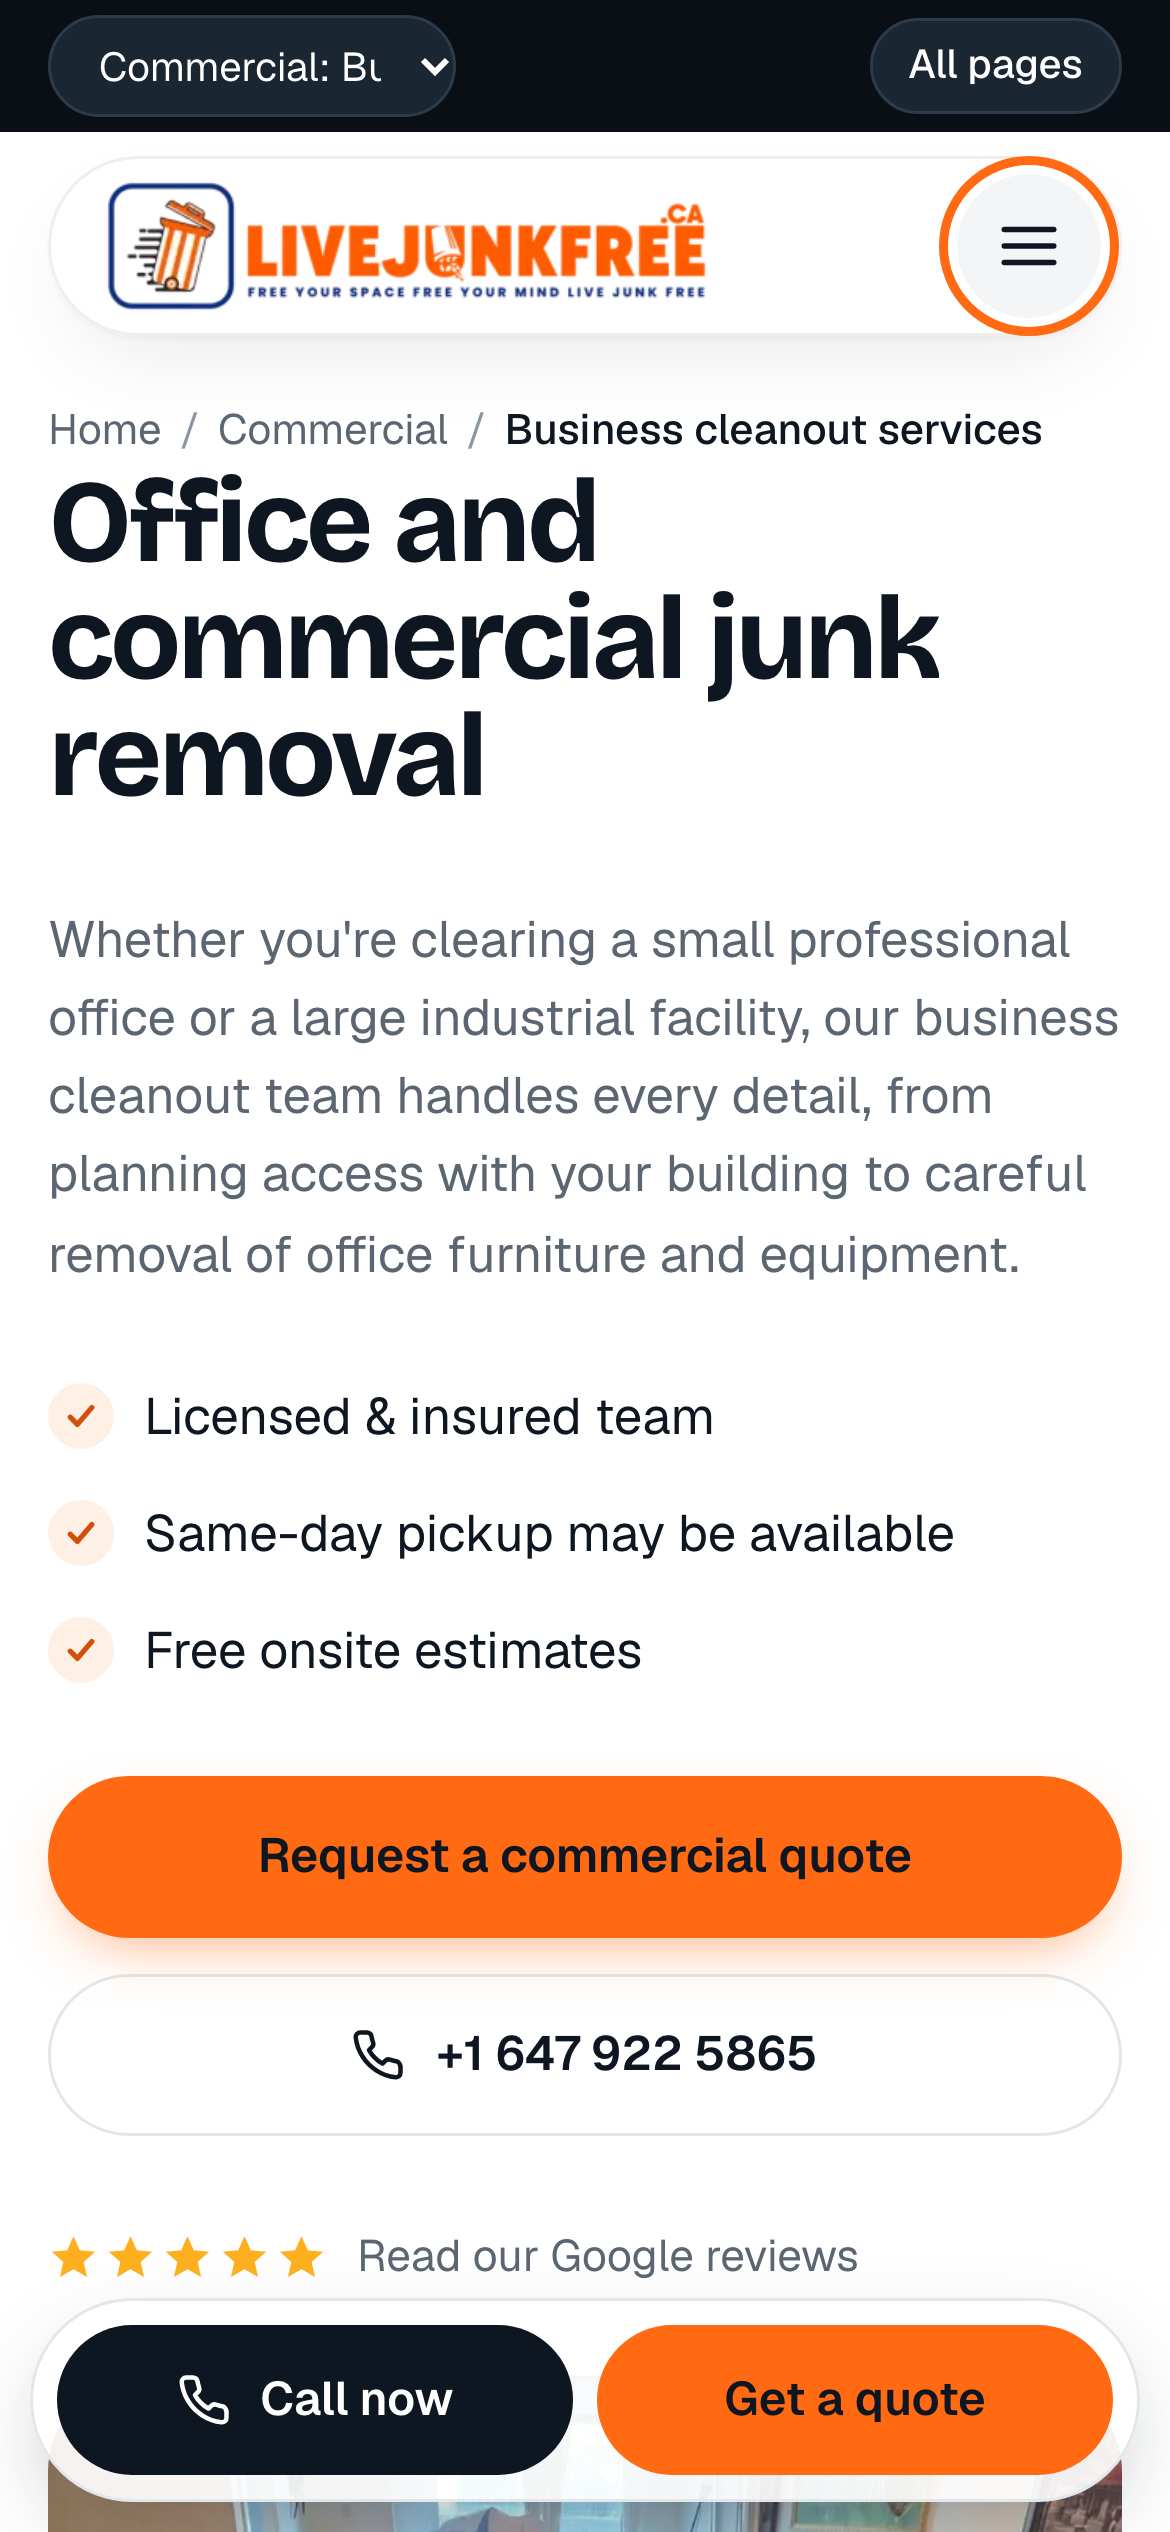 Commercial: Bu
All pages
LIVEJUNKFREE.CA
FREE YOUR SPACE FREE YOUR MIND LIVE JUNK FREE
Home / Commercial / Business cleanout services
Office and
commercial junk
removal
Whether you're clearing a small professional
office or a large industrial facility, our business
cleanout team handles every detail, from
planning access with your building to careful
removal of office furniture and equipment.
Licensed & insured team
Same-day pickup may be available
Free onsite estimates
Request a commercial quote
+1 647 922 5865
Read our Google reviews
Call now
Get a quote